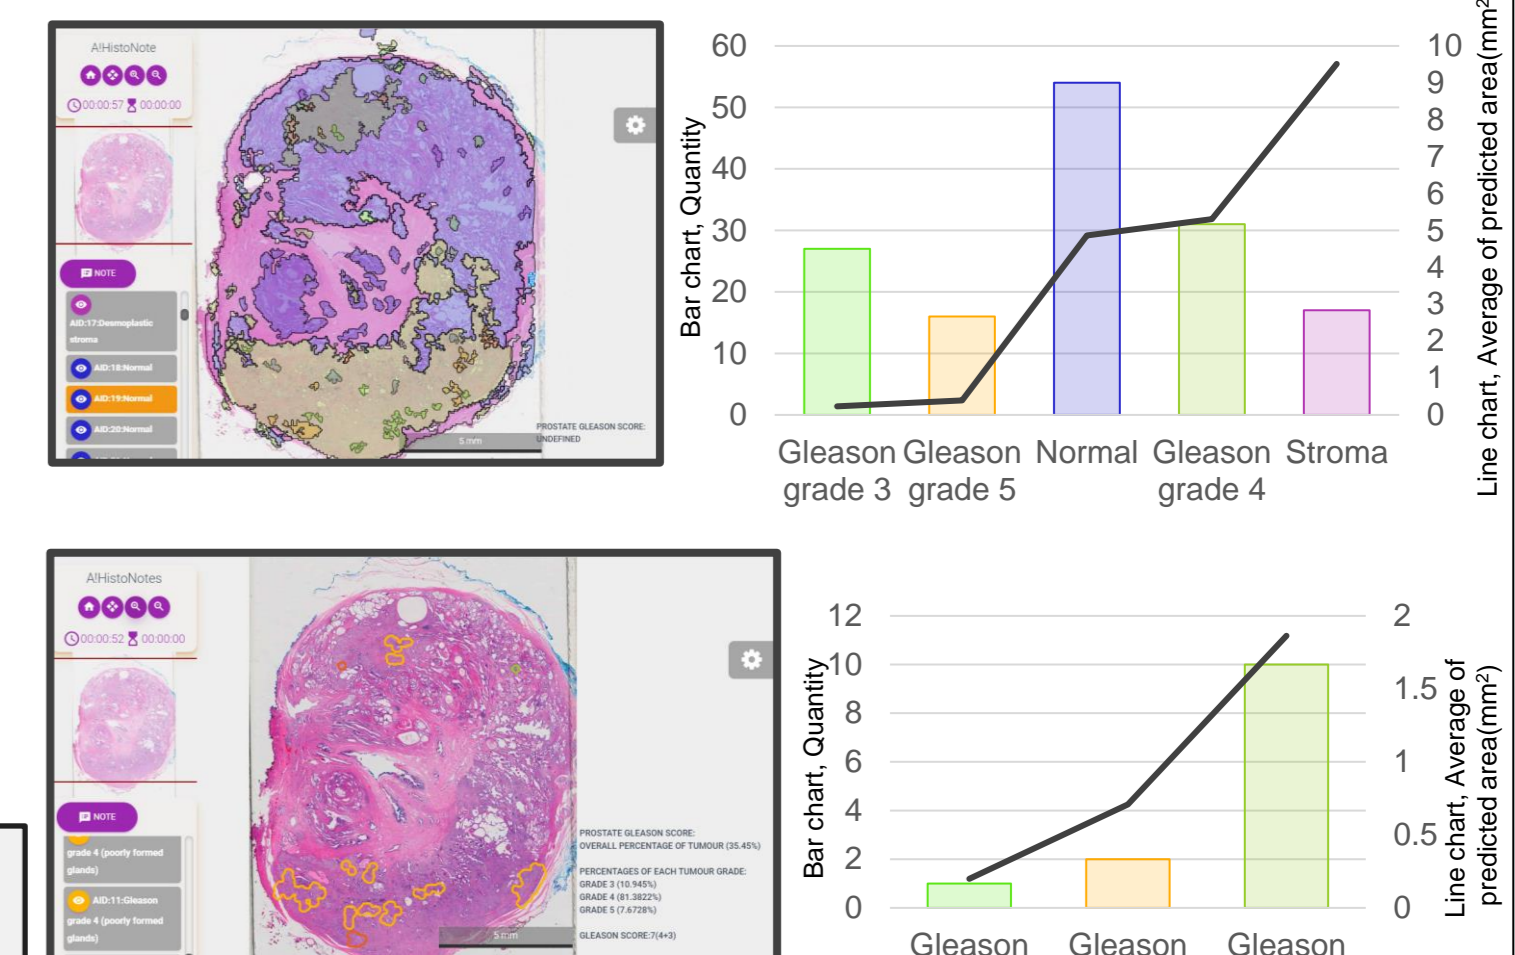 A!HistoNote
00:00:57 00:00:00
NOTE
AID:17:Desmoplastic
stroma
AID:18:Normal
AID:19:Normal
AID:20:Normal
5 mm
PROSTATE GLEASON SCORE:
UNDEFINED
Bar chart, Quantity
60
50
40
30
20
10
0
Gleason grade 3
Gleason grade 5
Normal
Gleason grade 4
Stroma
10
9
8
7
6
5
4
3
2
1
0
Line chart, Average of predicted area(mm²
A!HistoNotes
00:00:52 00:00:00
NOTE
grade 4 (poorly formed
glands)
AID:11:Gleason
grade 4 (poorly formed
glands)
5 mm
PROSTATE GLEASON SCORE:
OVERALL PERCENTAGE OF TUMOUR (35.45%)
PERCENTAGES OF EACH TUMOUR GRADE:
GRADE 3 (10.945%)
GRADE 4 (81.3822%)
GRADE 5 (7.6728%)
GLEASON SCORE:7(4+3)
Bar chart, Quantity
12
10
8
6
4
2
0
Gleason
Gleason
Gleason
2
1.5
1
0.5
0
Line chart, Average of
predicted area(mm²)